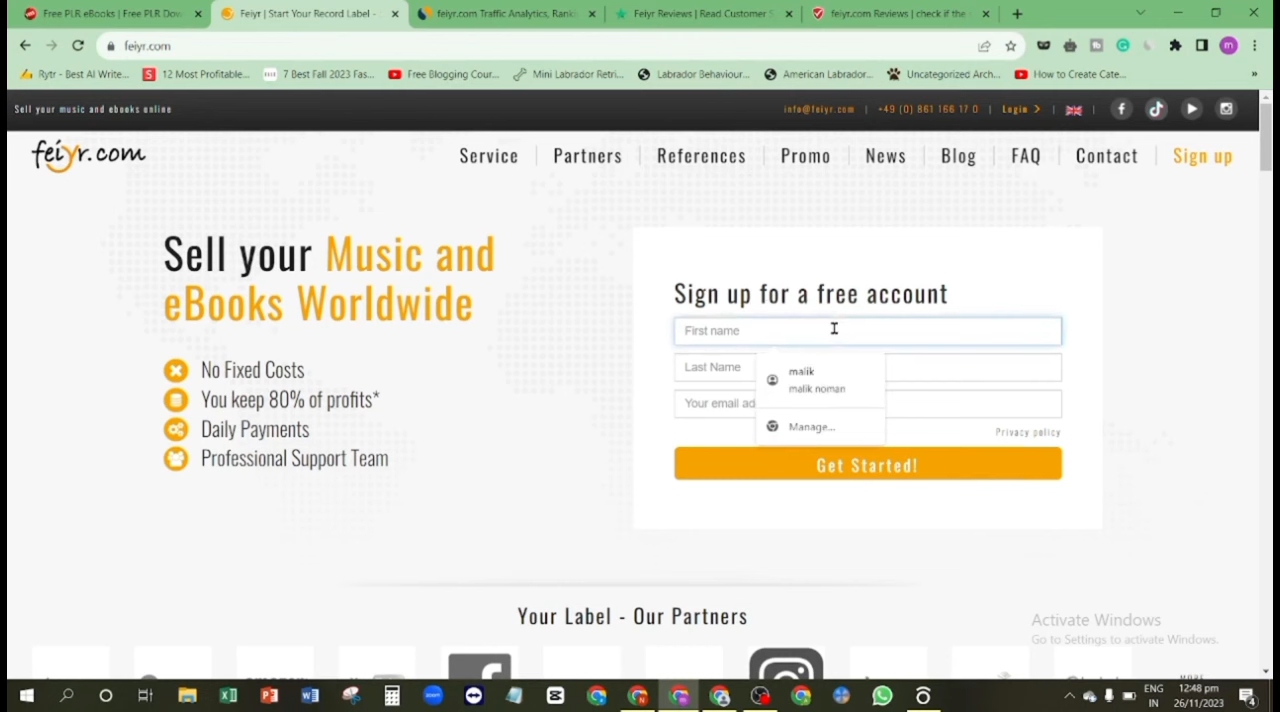 Free PLR eBooks | Free PLR Dow
Feiyr | Start Your Record Label -
feiyr.com Traffic Analytics, Ranki
Feiyr Reviews | Read Customer S
feiyr.com Reviews | check if the
feiyr.com
Rytr - Best AI Write...
12 Most Profitable...
7 Best Fall 2023 Fas...
Free Blogging Cour...
Mini Labrador Retri...
Labrador Behaviour...
American Labrador...
Uncategorized Arch...
How to Create Cate...
»
Sell your music and ebooks online
info@feiyr.com | +49 (0) 861 166 17 0 | Login > |
feiyr.com
Service
Partners
References
Promo
News
Blog
FAQ
Contact
Sign up
Sell your Music and
eBooks Worldwide
No Fixed Costs
You keep 80% of profits*
Daily Payments
Professional Support Team
Sign up for a free account
First name
Last Name
malik
malik noman
Your email ad
Manage...
Privacy policy
Get Started!
Your Label - Our Partners
Activate Windows
Go to Settings to activate Windows.
ENG
IN
12:48 pm
26/11/2023